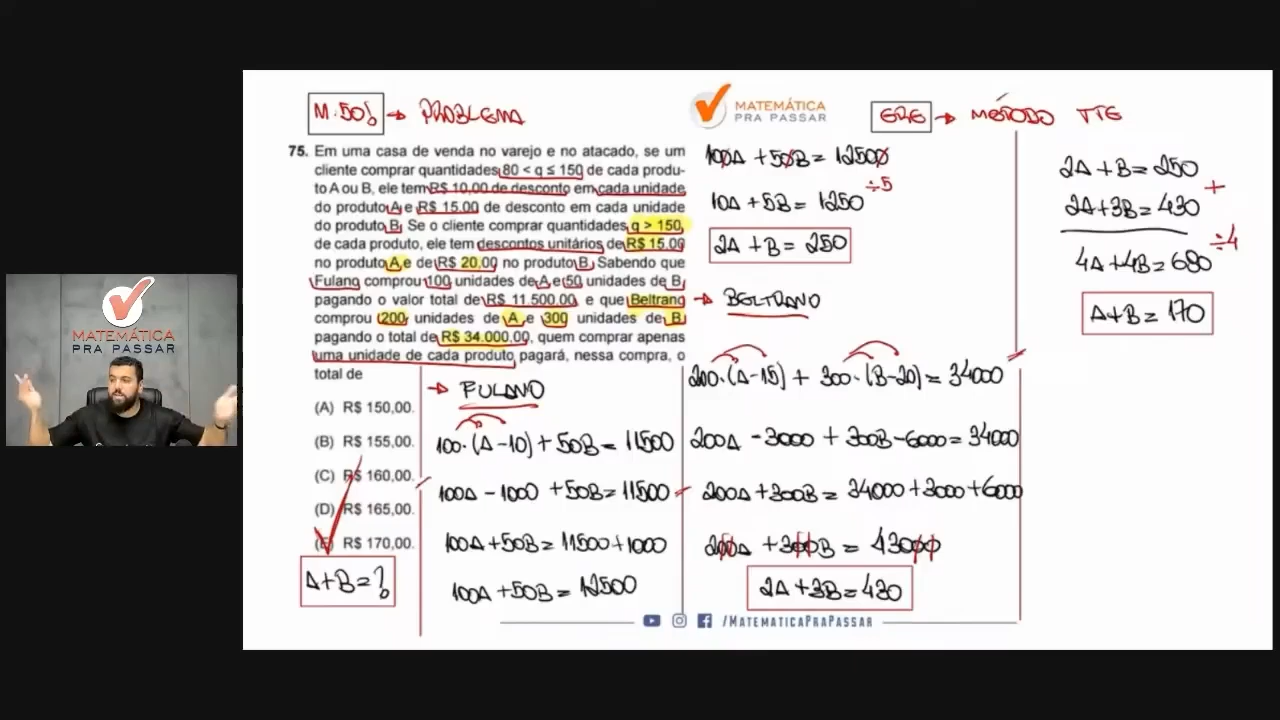 M.50% → PROBLEMA
MATEMÁTICA
PRA PASSAR
GRG → MÉTODO TTG
75. Em uma casa de venda no varejo e no atacado, se um
cliente comprar quantidades 80 < q ≤ 150 de cada produ-
to A ou B, ele tem R$ 10,00 de desconto em cada unidade
do produto A e R$ 15,00 de desconto em cada unidade
do produto B. Se o cliente comprar quantidades q > 150,
de cada produto, ele tem descontos unitários de R$ 15,00
no produto A e de R$ 20,00 no produto B. Sabendo que
Fulano comprou 100 unidades de A e 50 unidades de B,
pagando o valor total de R$ 11.500,00 e que Beltrano
comprou 200 unidades de A e 300 unidades de B,
pagando o total de R$ 34.000,00, quem comprar apenas
uma unidade de cada produto pagará, nessa compra, o
total de
(A) R$ 150,00.
(B) R$ 155,00.
(C) R$ 160,00.
(D) R$ 165,00.
(E) R$ 170,00.
A+B=?
→ FULANO
100·(A-10)+50B=11500
100A-1000+50B=11500
100A+50B=11500+1000
100A+50B=12500
100A+50B=12500
÷5
10A+5B=1250
2A+B=250
→ BELTRANO
200·(A-15)+300·(B-20)=34000
200A-3000+300B-6000=34000
200A+300B=34000+3000+6000
200A+300B=43000
2A+3B=430
2A+B=250
+
2A+3B=430
÷4
4A+4B=680
A+B=170
MATEMÁTICA
PRA PASSAR
/MATEMATICAPRAPASSAR